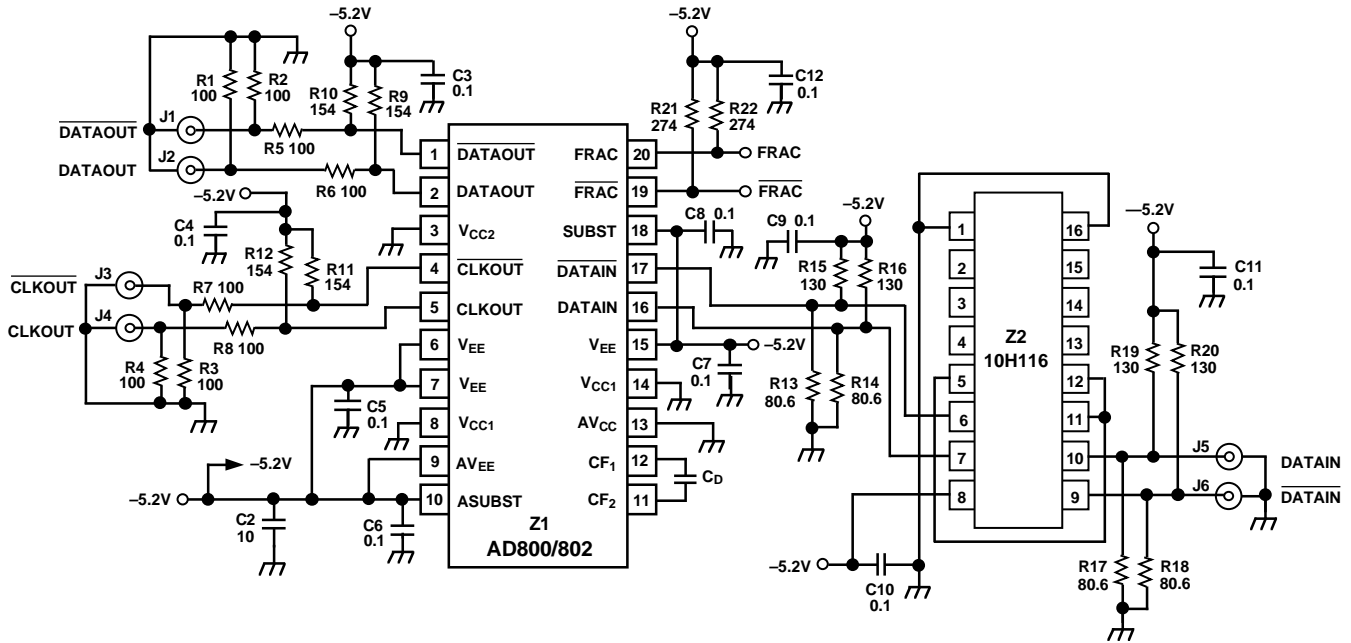 –5.2V
–5.2V
–5.2V
R1
100
R2
100
R10
154
R9
154
C3
0.1
R21
274
R22
274
C12
0.1
DATAOUT
J1
R5 100
DATAOUT
J2
R6 100
–5.2V
C4
0.1
R12
154
R11
154
CLKOUT
J3
R7 100
CLKOUT
J4
R8 100
R4
100
R3
100
C5
0.1
–5.2V
–5.2V
C2
10
C6
0.1
1 DATAOUT
2 DATAOUT
3 VCC2
4 CLKOUT
5 CLKOUT
6 VEE
7 VEE
8 VCC1
9 AVEE
10 ASUBST
FRAC 20
FRAC 19
SUBST 18
DATAIN 17
DATAIN 16
VEE 15
VCC1 14
AVCC 13
CF1 12
CF2 11
Z1
AD800/802
FRAC
FRAC
C8 0.1
C9 0.1
–5.2V
R15
130
R16
130
–5.2V
C7
0.1
R13
80.6
R14
80.6
CD
1
2
3
4
5
6
7
8
16
15
14
13
12
11
10
9
Z2
10H116
–5.2V
C10
0.1
—5.2V
C11
0.1
R19
130
R20
130
J5
DATAIN
J6
DATAIN
R17
80.6
R18
80.6